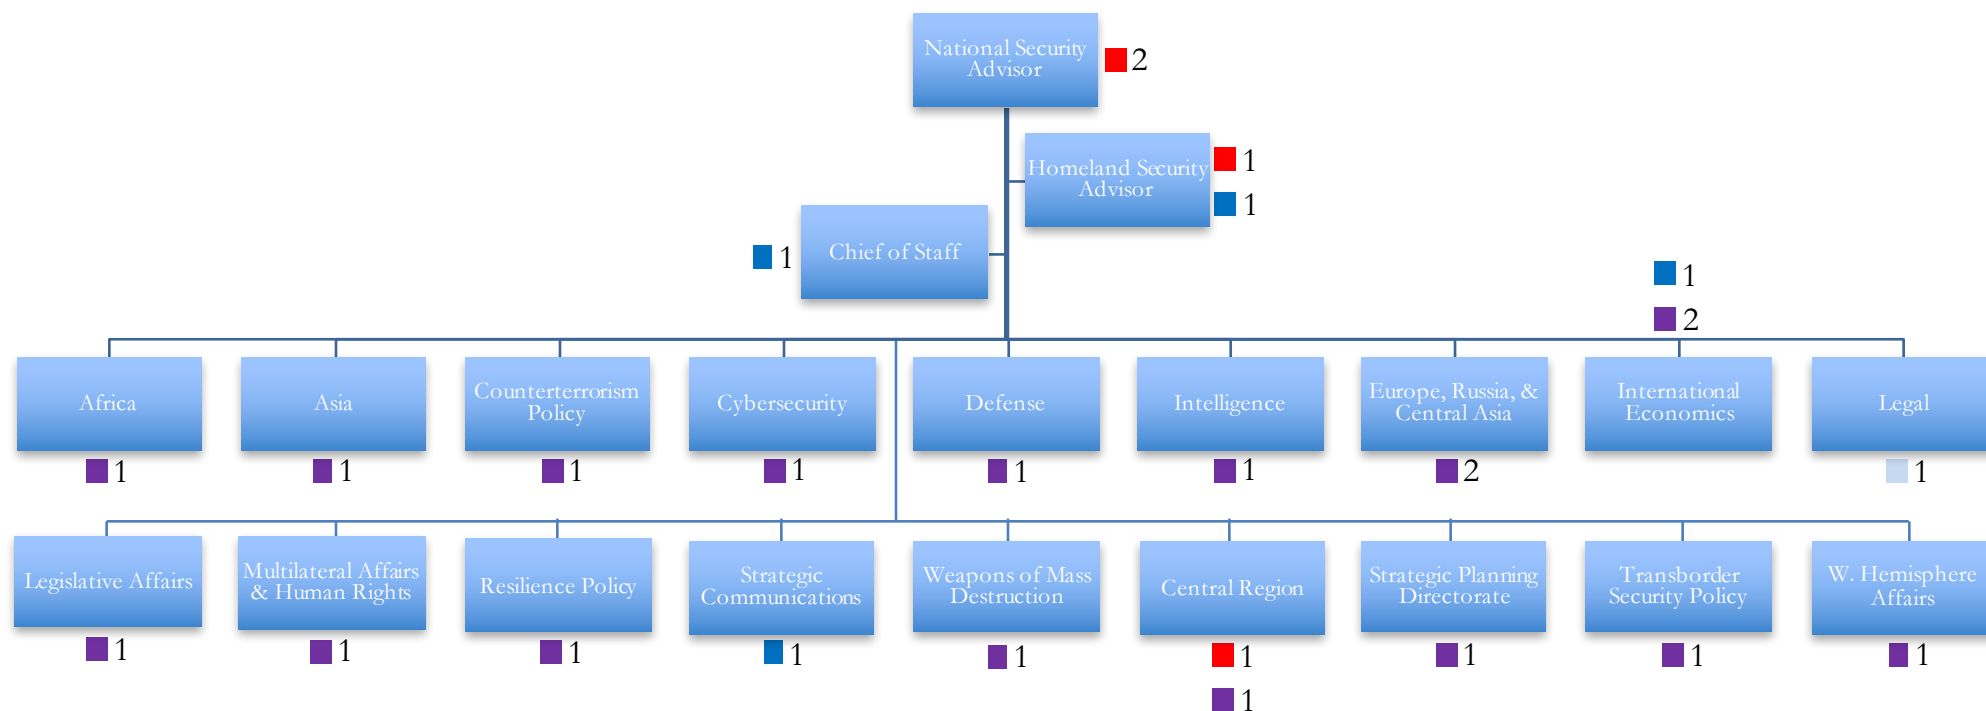 National Security
Advisor
2
Homeland Security
Advisor
1
1
Chief of Staff
1
1
2
Africa
1
Asia
1
Counterterrorism
Policy
1
Cybersecurity
1
Defense
1
Intelligence
1
Europe, Russia, &
Central Asia
2
International
Economics
Legal
1
Legislative Affairs
1
Multilateral Affairs
& Human Rights
1
Resilience Policy
1
Strategic
Communications
1
Weapons of Mass
Destruction
1
Central Region
1
1
Strategic Planning
Directorate
1
Transborder
Security Policy
1
W. Hemisphere
Affairs
1